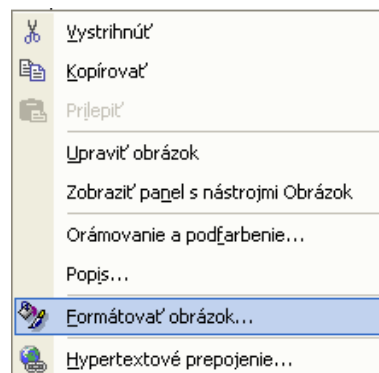 Vystrihnúť
Kopírovať
Prilepiť
Upraviť obrázok
Zobraziť panel s nástrojmi Obrázok
Orámovanie a podfarbenie...
Popis...
Formátovať obrázok...
Hypertextové prepojenie...